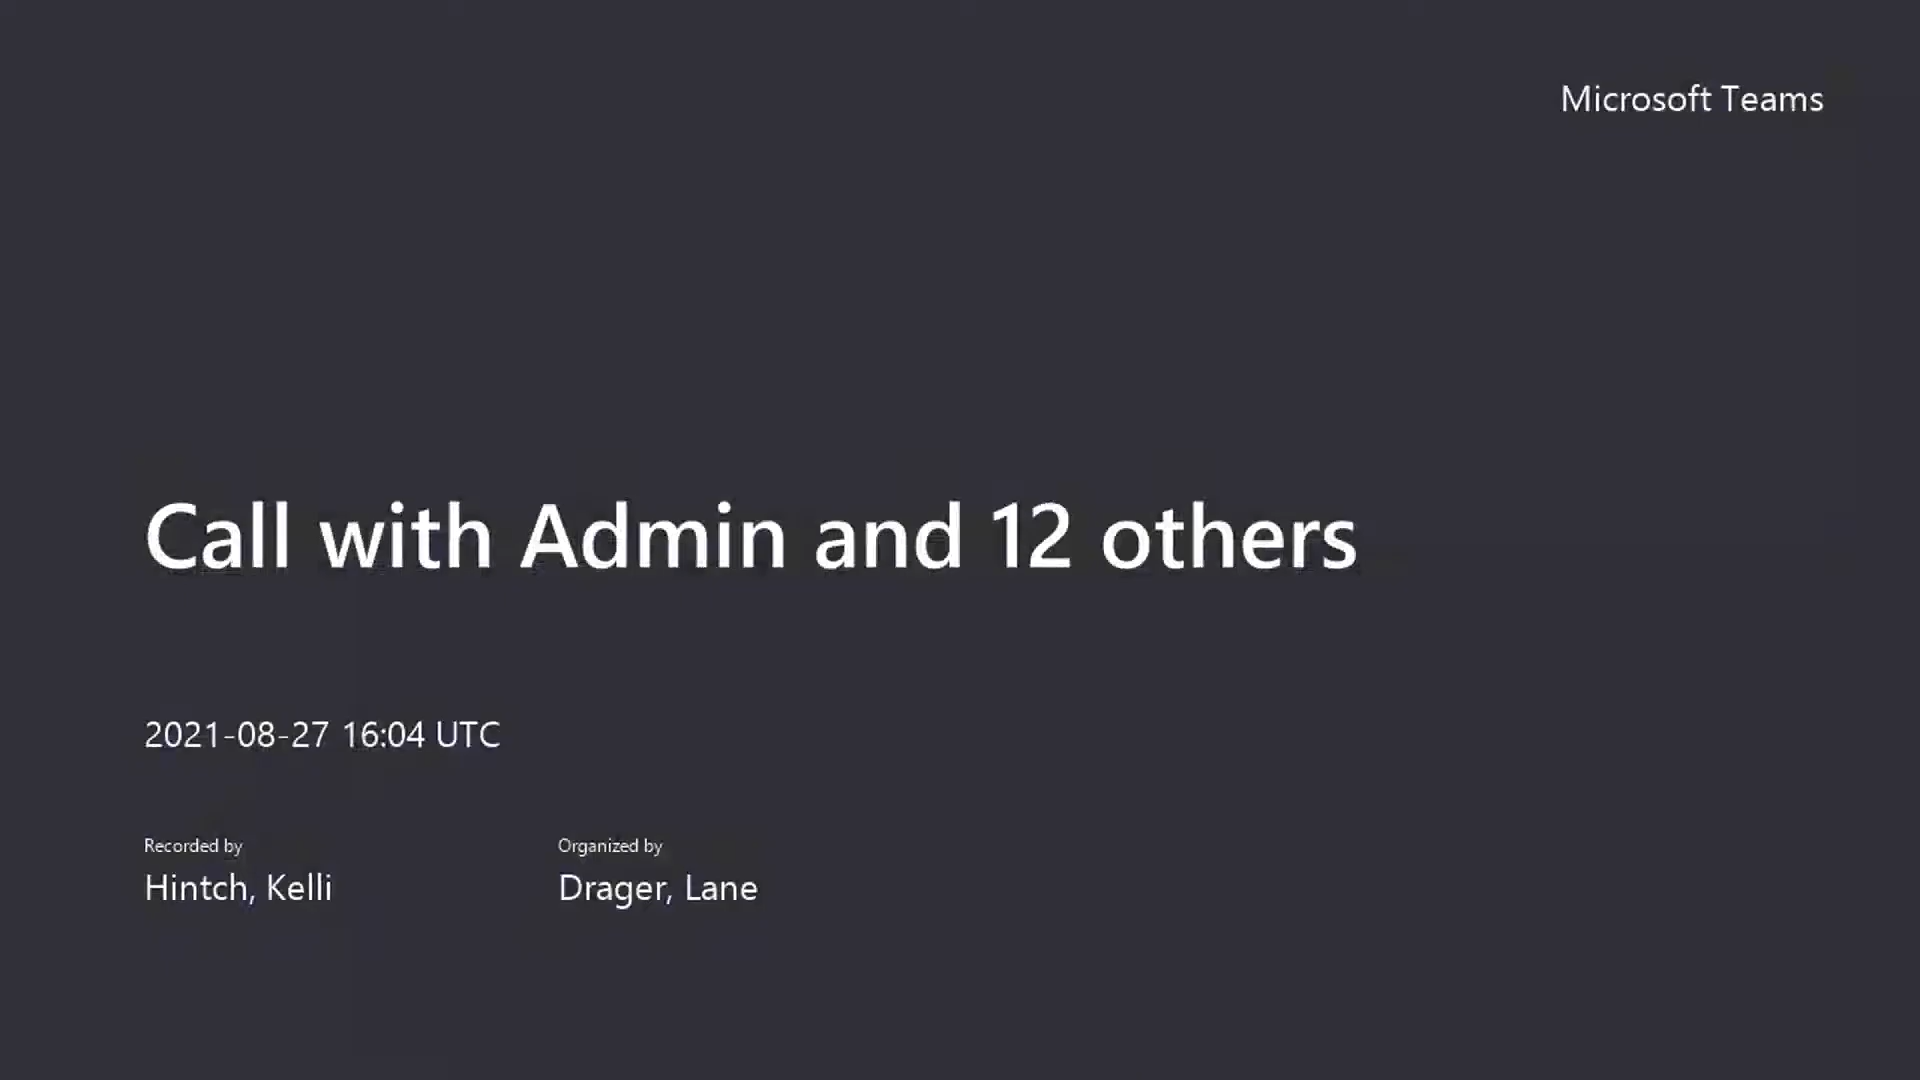 Microsoft Teams
Call with Admin and 12 others
2021-08-27 16:04 UTC
Recorded by
Hintch, Kelli
Organized by
Drager, Lane